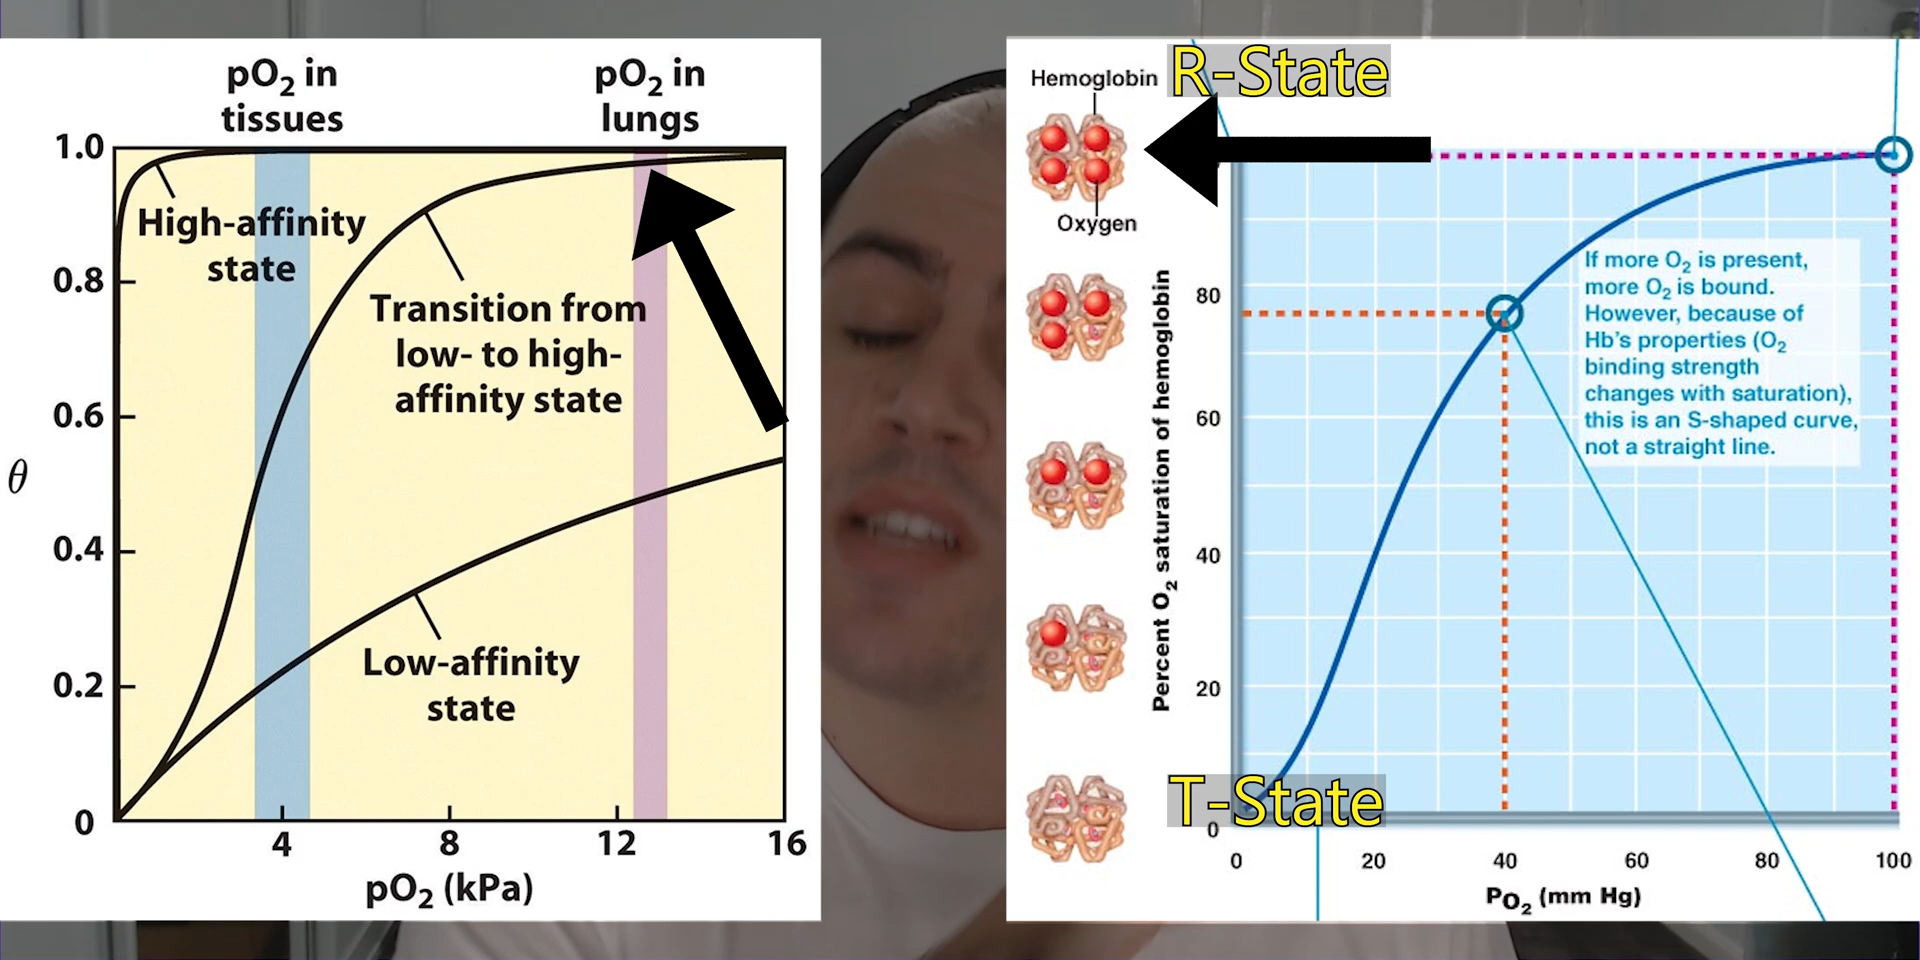 pO2 in
tissues
pO2 in
lungs
1.0
0.8
0.6
0.4
0.2
0
θ
High-affinity
state
Transition from
low- to high-
affinity state
Low-affinity
state
4
8
12
16
pO2 (kPa)
Hemoglobin
R-State
Oxygen
Percent O2 saturation of hemoglobin
80
60
40
20
0
If more O2 is present,
more O2 is bound.
However, because of
Hb's properties (O2
binding strength
changes with saturation),
this is an S-shaped curve,
not a straight line.
T-State
0
20
40
60
80
100
PO2 (mm Hg)